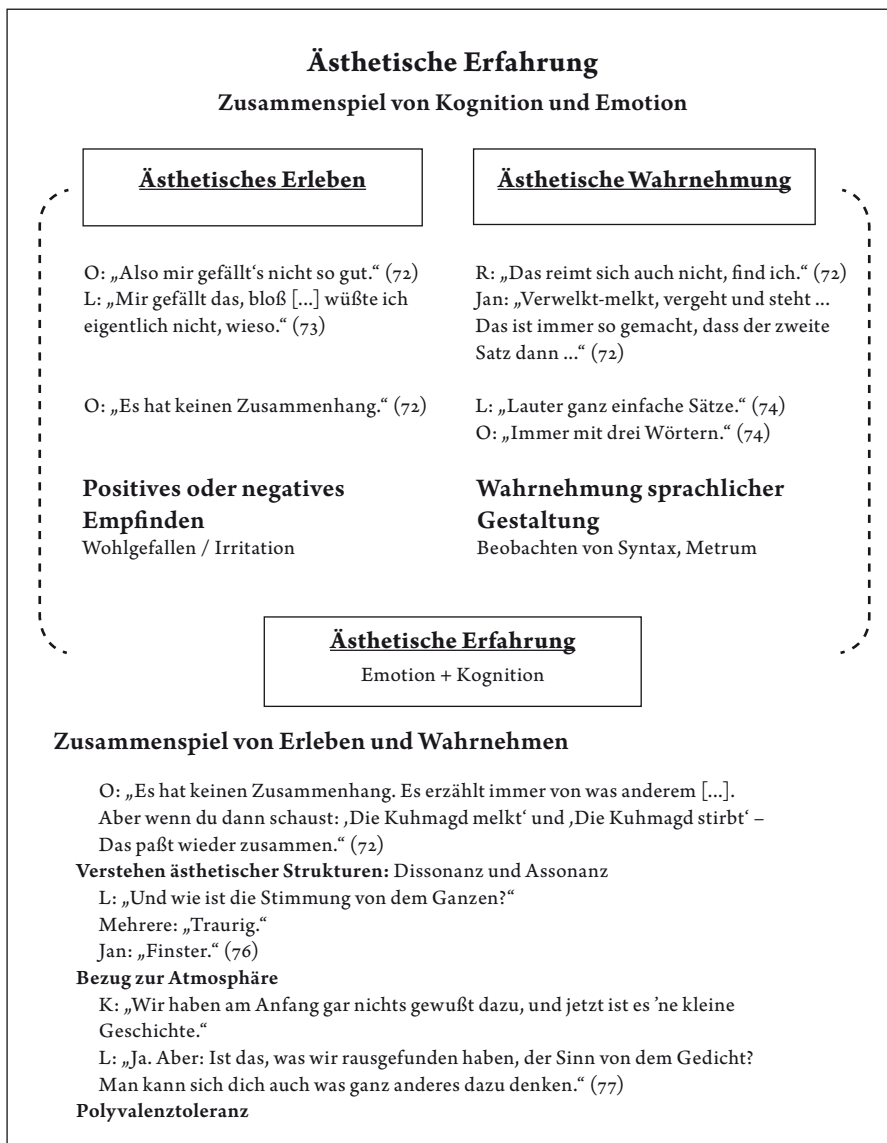 Ästhetische Erfahrung
Zusammenspiel von Kognition und Emotion
Ästhetisches Erleben
O: „Also mir gefällt‘s nicht so gut.“ (72)
L: „Mir gefällt das, bloß [...] wüßte ich
eigentlich nicht, wieso.“ (73)
O: „Es hat keinen Zusammenhang.“ (72)
Positives oder negatives
Empfinden
Wohlgefallen / Irritation
Ästhetische Wahrnehmung
R: „Das reimt sich auch nicht, find ich.“ (72)
Jan: „Verwelkt-melkt, vergeht und steht ...
Das ist immer so gemacht, dass der zweite
Satz dann ...“ (72)
L: „Lauter ganz einfache Sätze.“ (74)
O: „Immer mit drei Wörtern.“ (74)
Wahrnehmung sprachlicher
Gestaltung
Beobachten von Syntax, Metrum
Ästhetische Erfahrung
Emotion + Kognition
Zusammenspiel von Erleben und Wahrnehmen
O: „Es hat keinen Zusammenhang. Es erzählt immer von was anderem [...].
Aber wenn du dann schaust: ‚Die Kuhmagd melkt‘ und ‚Die Kuhmagd stirbt‘ –
Das paßt wieder zusammen.“ (72)
Verstehen ästhetischer Strukturen: Dissonanz und Assonanz
L: „Und wie ist die Stimmung von dem Ganzen?“
Mehrere: „Traurig.“
Jan: „Finster.“ (76)
Bezug zur Atmosphäre
K: „Wir haben am Anfang gar nichts gewußt dazu, und jetzt ist es ’ne kleine
Geschichte.“
L: „Ja. Aber: Ist das, was wir rausgefunden haben, der Sinn von dem Gedicht?
Man kann sich dich auch was ganz anderes dazu denken.“ (77)
Polyvalenztoleranz